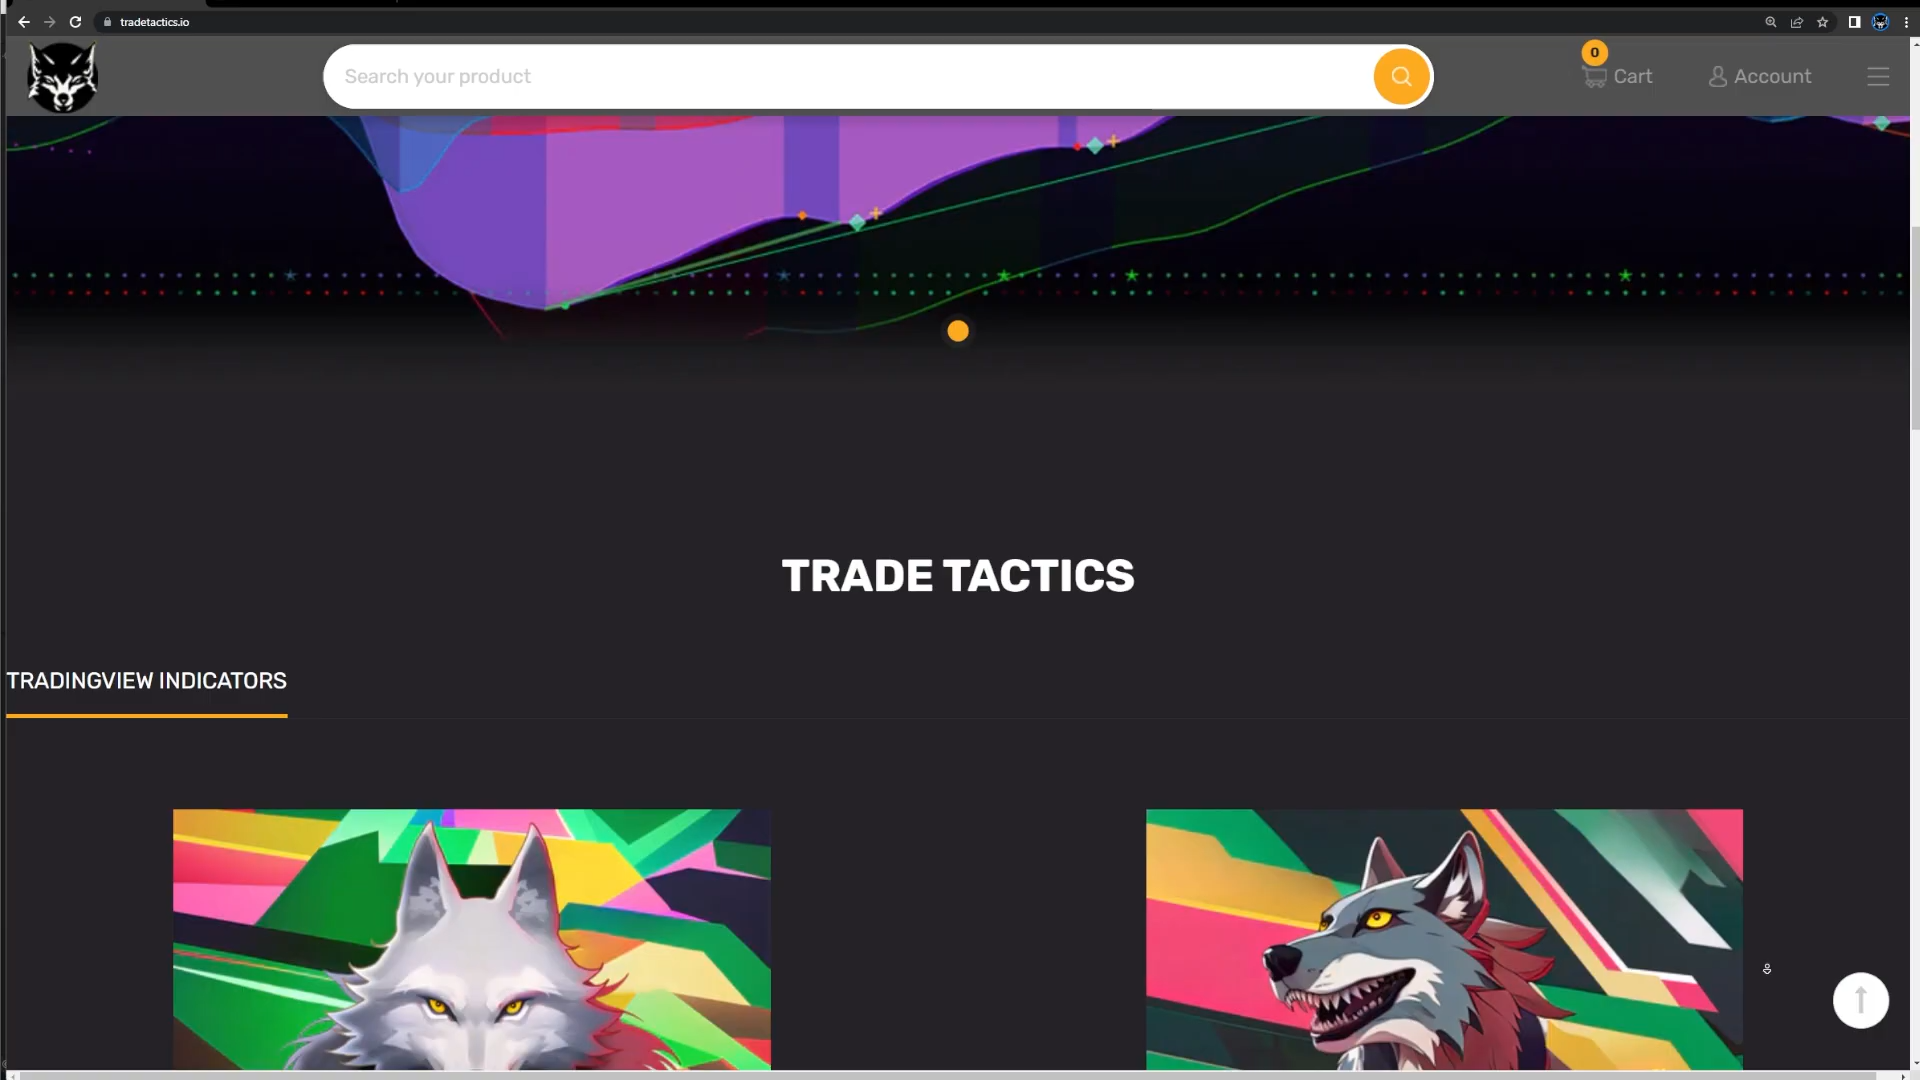 tradetactics.io
Search your product
0
Cart
Account
TRADE TACTICS
TRADINGVIEW INDICATORS